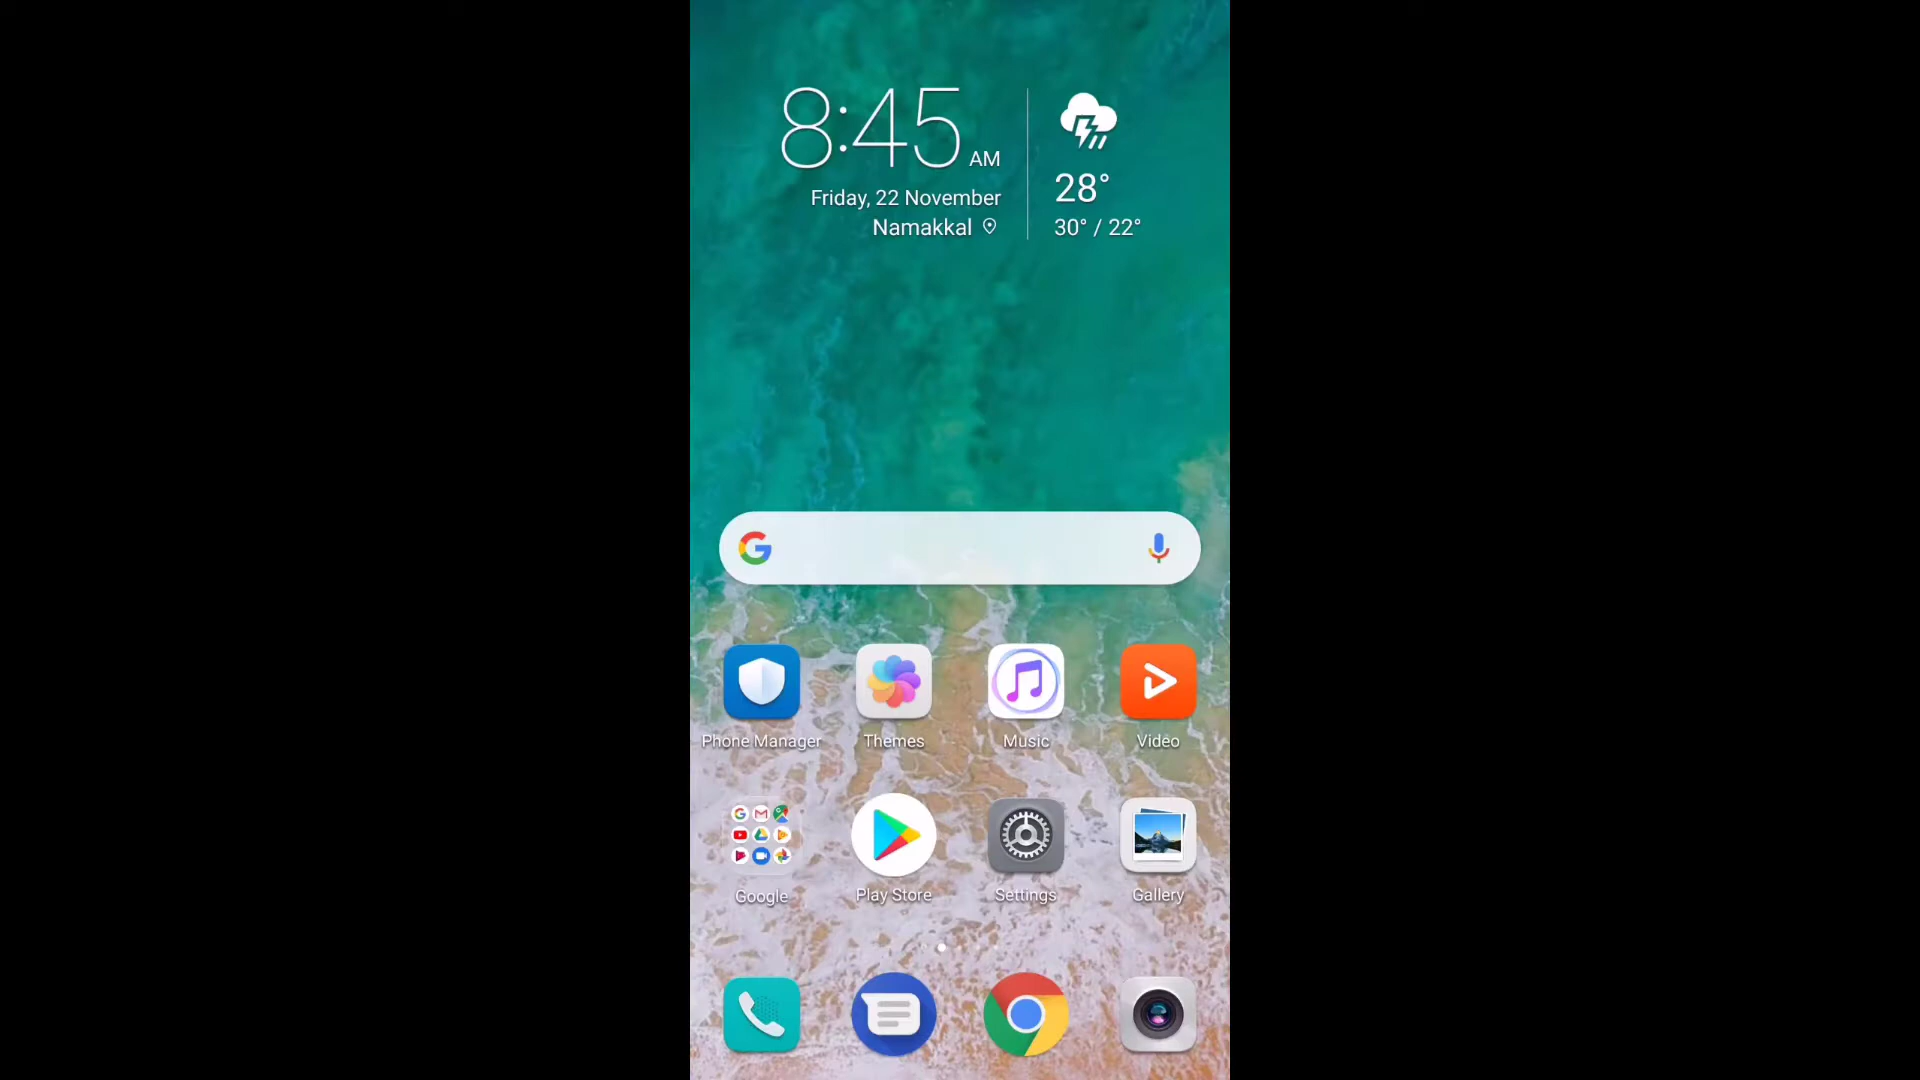 8:45 AM
Friday, 22 November
Namakkal
28°
30° / 22°
Phone Manager
Themes
Music
Video
Google
Play Store
Settings
Gallery